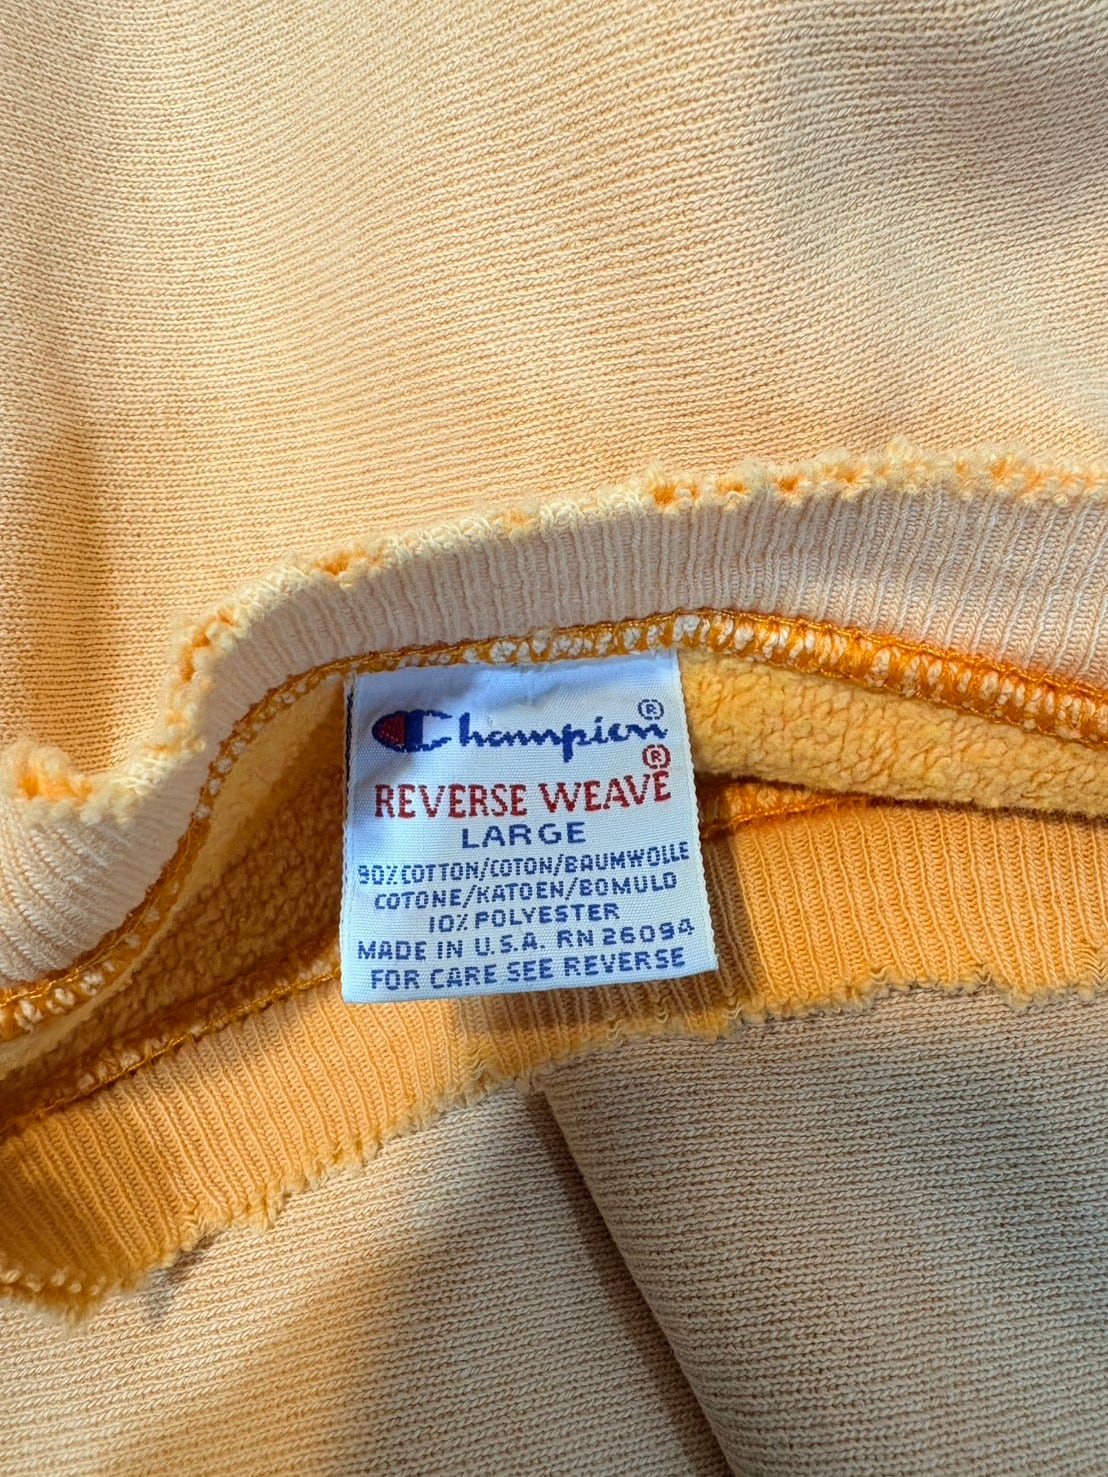 Champion®
REVERSE WEAVE®
LARGE
90% COTTON/COTON/BAUMWOLLE
COTONE/KATOEN/BOMULD
10% POLYESTER
MADE IN U.S.A. RN 26094
FOR CARE SEE REVERSE